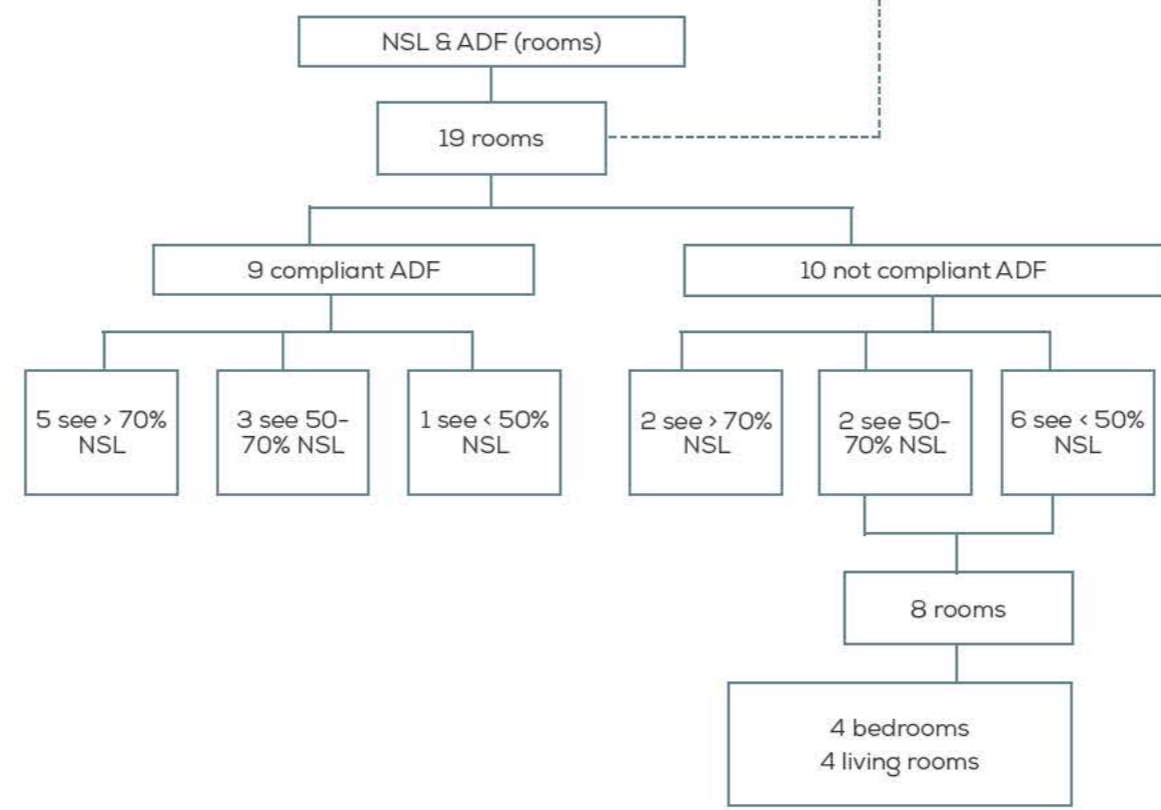 NSL & ADF (rooms)
19 rooms
9 compliant ADF
10 not compliant ADF
5 see > 70%
NSL
3 see 50-
70% NSL
1 see < 50%
NSL
2 see > 70%
NSL
2 see 50-
70% NSL
6 see < 50%
NSL
8 rooms
4 bedrooms
4 living rooms